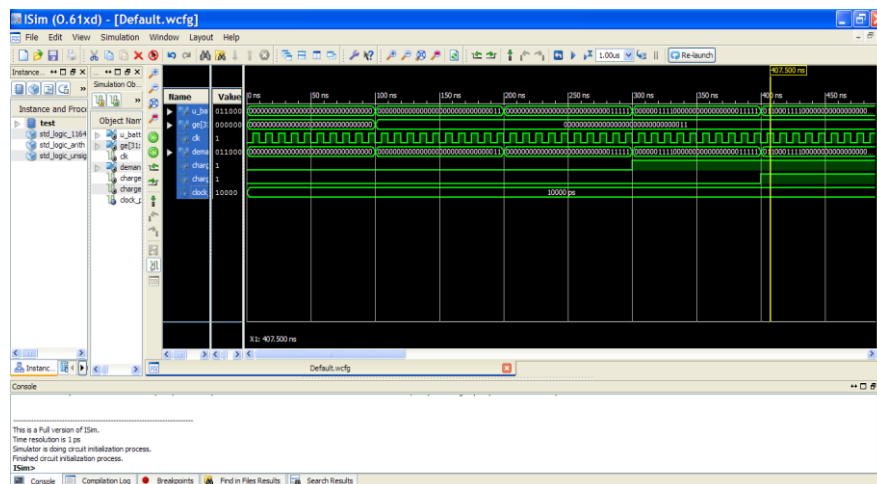 ISim (O.61xd) - [Default.wcfg]
File Edit View Simulation Window Layout Help
1.00us Re-launch
Instance...
Simulation Ob...
Instance and Proc
Object Nam
test
std_logic_1164
std_logic_arith
std_logic_unsig
u_batt
ge[31:
clk
deman
charge
charge
clock_p
407.500 ns
Name Value
0 ns 50 ns 100 ns 150 ns 200 ns 250 ns 300 ns 350 ns 400 ns 450 ns
u_ba 011000
ge[3: 000000
clk 1
dema 011000
charg 1
charg 1
clock_ 10000
10000 ps
X1: 407.500 ns
Instanc...
Default.wcfg
Console
This is a Full version of ISim.
Time resolution is 1 ps
Simulator is doing circuit initialization process.
Finished circuit initialization process.
ISim>
Console Compilation Log Breakpoints Find in Files Results Search Results